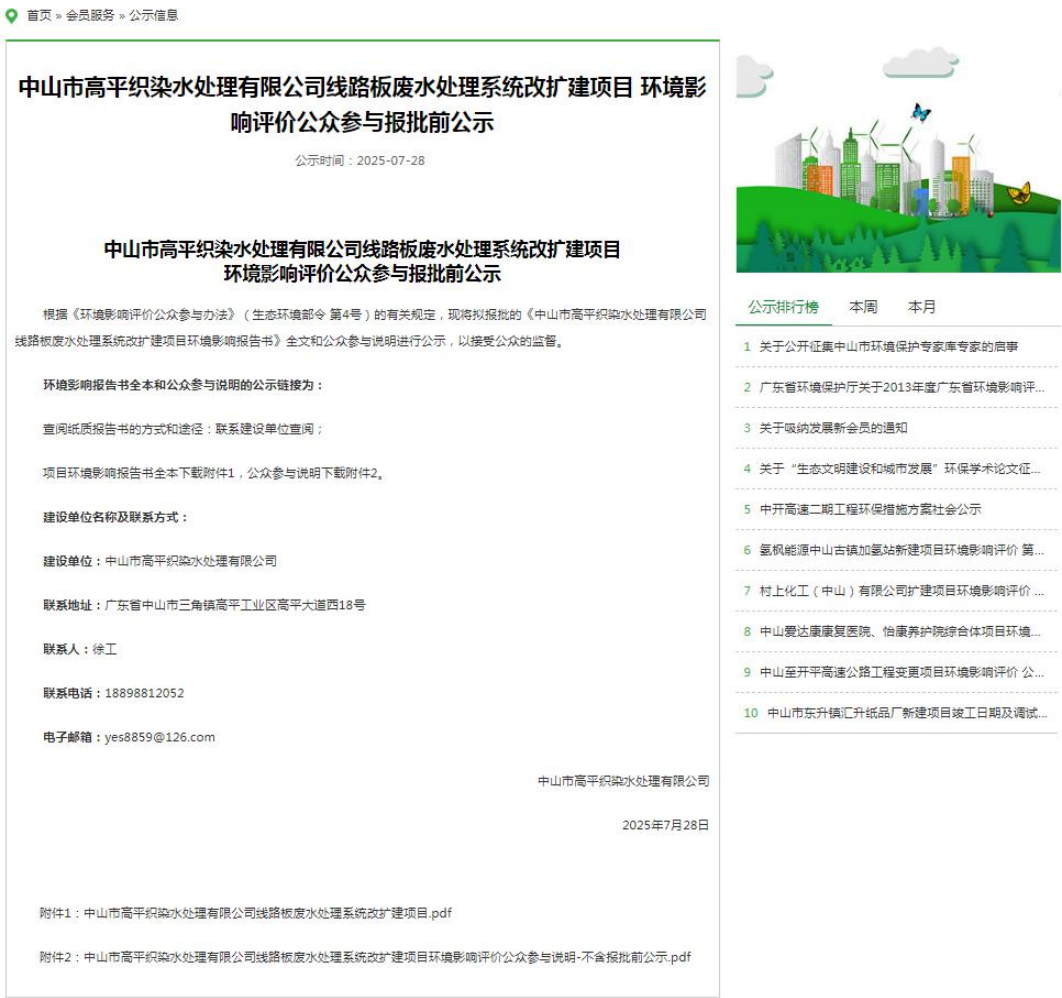 首页 » 会员服务 » 公示信息
中山市高平织染水处理有限公司线路板废水处理系统改扩建项目 环境影
响评价公众参与报批前公示
公示时间：2025-07-28
中山市高平织染水处理有限公司线路板废水处理系统改扩建项目
环境影响评价公众参与报批前公示
根据《环境影响评价公众参与办法》（生态环境部令 第4号）的有关规定，现将拟报批的《中山市高平织染水处理有限公司
线路板废水处理系统改扩建项目环境影响报告书》全文和公众参与说明进行公示，以接受公众的监督。
环境影响报告书全本和公众参与说明的公示链接为：
查阅纸质报告书的方式和途径：联系建设单位查阅；
项目环境影响报告书全本下载附件1，公众参与说明下载附件2。
建设单位名称及联系方式：
建设单位：中山市高平织染水处理有限公司
联系地址：广东省中山市三角镇高平工业区高平大道西18号
联系人：徐工
联系电话：18898812052
电子邮箱：yes8859@126.com
中山市高平织染水处理有限公司
2025年7月28日
附件1：中山市高平织染水处理有限公司线路板废水处理系统改扩建项目.pdf
附件2：中山市高平织染水处理有限公司线路板废水处理系统改扩建项目环境影响评价公众参与说明-不含报批前公示.pdf
公示排行榜 本周 本月
1 关于公开征集中山市环境保护专家库专家的启事
2 广东省环境保护厅关于2013年度广东省环境影响评...
3 关于吸纳发展新会员的通知
4 关于“生态文明建设和城市发展”环保学术论文征...
5 中开高速二期工程环保措施方案社会公示
6 氢枫能源中山古镇加氢站新建项目环境影响评价 第...
7 村上化工（中山）有限公司扩建项目环境影响评价 ...
8 中山爱达康康复医院、怡康养护院综合体项目环境...
9 中山至开平高速公路工程变更项目环境影响评价 公...
10 中山市东升镇汇升纸品厂新建项目竣工日期及调试...